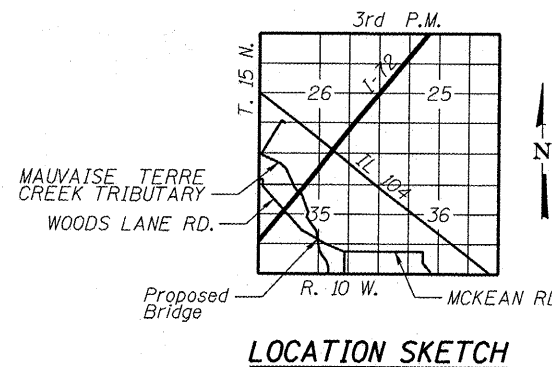 3rd P.M.
T. 15 N.
I-72
26
25
IL 104
N
MAUVAISE TERRE
CREEK TRIBUTARY
WOODS LANE RD.
35
36
Proposed
Bridge
R. 10 W.
MCKEAN RD
LOCATION SKETCH